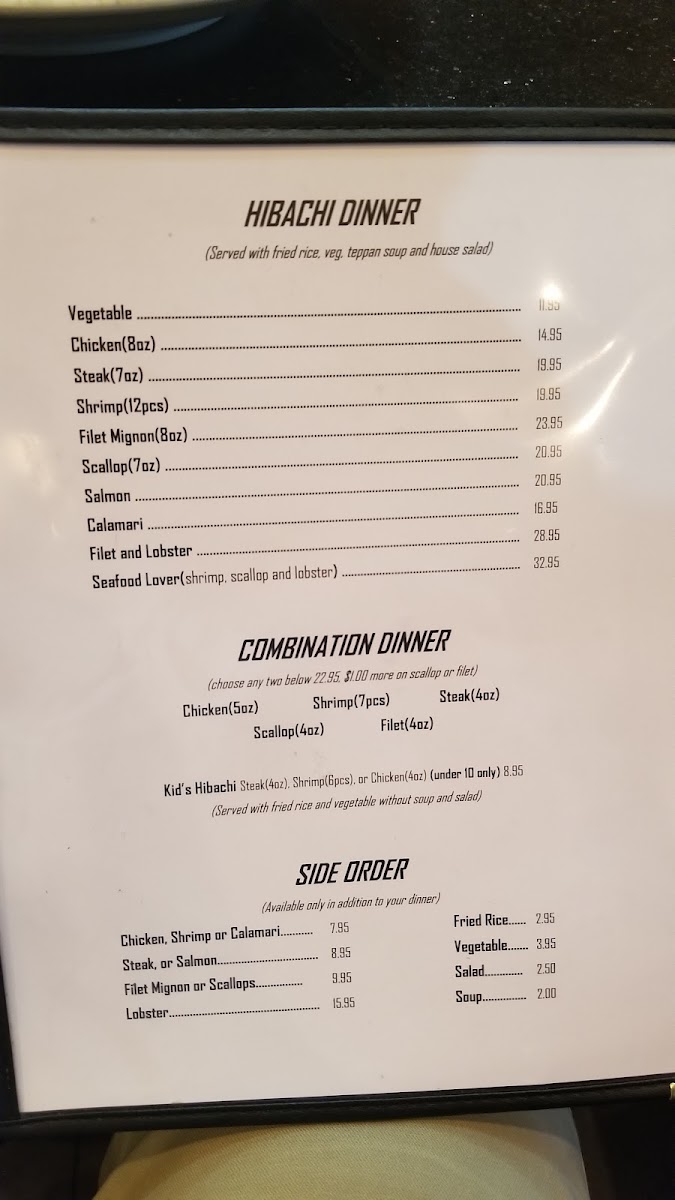 HIBACHI DINNER
(Served with fried rice, veg, teppan soup and house salad)
Vegetable ........ 11.95
Chicken(8oz) ........ 14.95
Steak(7oz) ........ 19.95
Shrimp(12pcs) ........ 19.95
Filet Mignon(8oz) ........ 23.95
Scallop(7oz) ........ 20.95
Salmon ........ 20.95
Calamari ........ 16.95
Filet and Lobster ........ 28.95
Seafood Lover(shrimp, scallop and lobster) ........ 32.95
COMBINATION DINNER
(choose any two below 22.95, $1.00 more on scallop or filet)
Chicken(5oz) Shrimp(7pcs) Steak(4oz)
Scallop(4oz) Filet(4oz)
Kid's Hibachi Steak(4oz), Shrimp(6pcs), or Chicken(4oz) (under 10 only) 8.95
(Served with fried rice and vegetable without soup and salad)
SIDE ORDER
(Available only in addition to your dinner)
Chicken, Shrimp or Calamari........... 7.95
Steak, or Salmon........... 8.95
Filet Mignon or Scallops............... 9.95
Lobster........... 15.95
Fried Rice...... 2.95
Vegetable....... 3.95
Salad............. 2.50
Soup............... 2.00